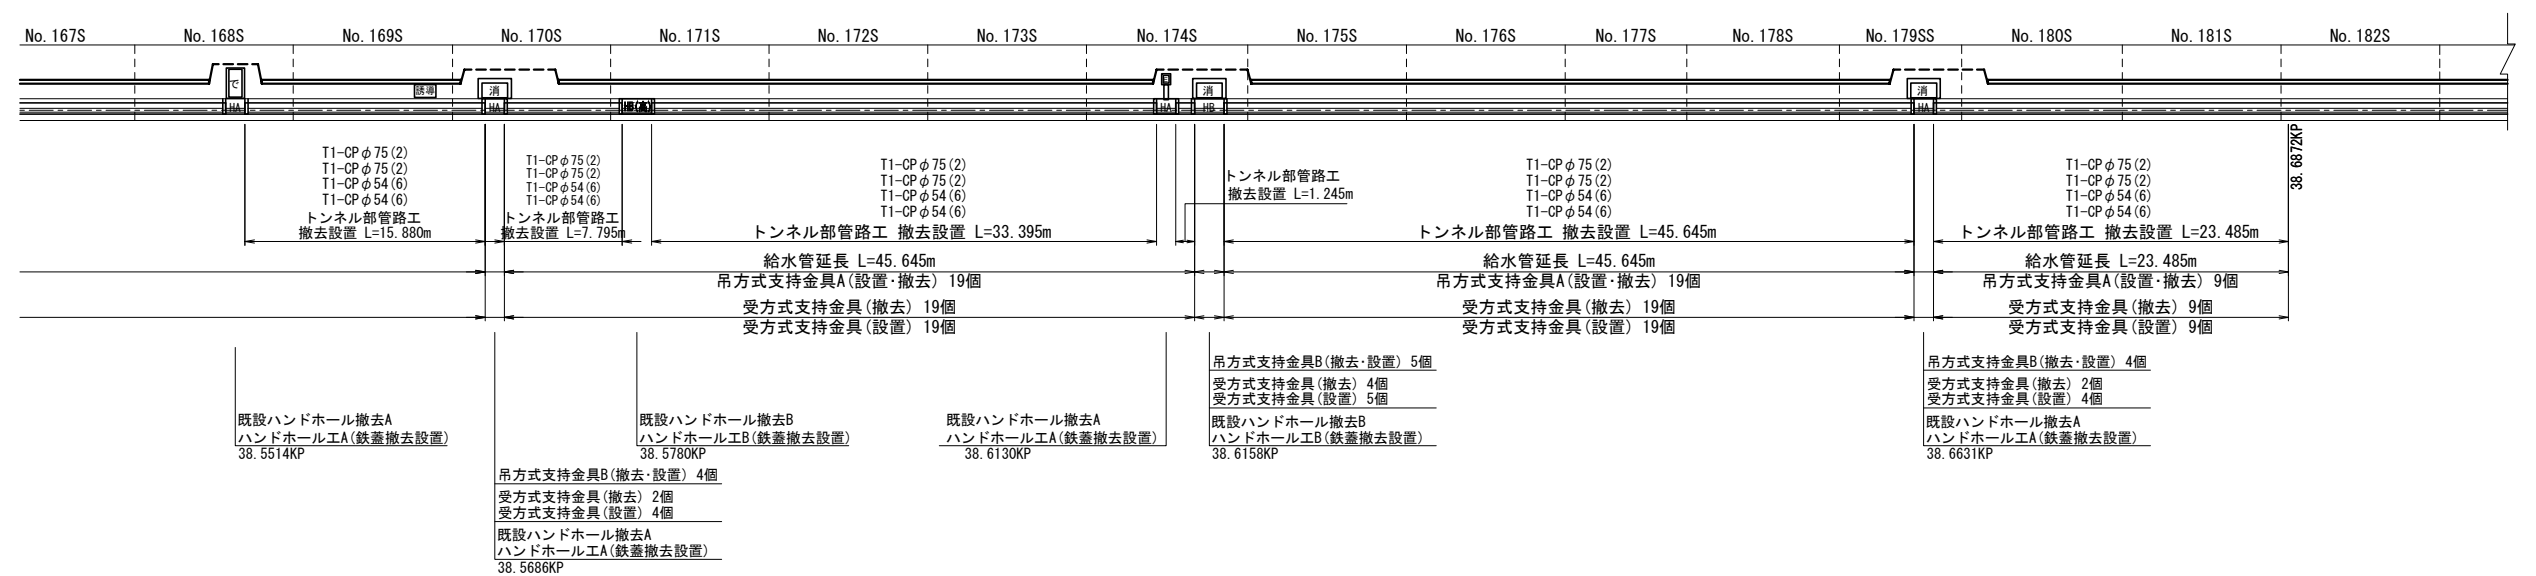 No.167S
No.168S
No.169S
No.170S
No.171S
No.172S
No.173S
No.174S
No.175S
No.176S
No.177S
No.178S
No.179SS
No.180S
No.181S
No.182S
で
HA
誘導
消
HA
HA
消
HB
消
HA
T1-CPφ75(2)
T1-CPφ75(2)
T1-CPφ54(6)
T1-CPφ54(6)
トンネル部管路工
撤去設置 L=15.880m
T1-CPφ75(2)
T1-CPφ75(2)
T1-CPφ54(6)
T1-CPφ54(6)
トンネル部管路工
撤去設置 L=7.795m
T1-CPφ75(2)
T1-CPφ75(2)
T1-CPφ54(6)
T1-CPφ54(6)
トンネル部管路工 撤去設置 L=33.395m
トンネル部管路工
撤去設置 L=1.245m
T1-CPφ75(2)
T1-CPφ75(2)
T1-CPφ54(6)
T1-CPφ54(6)
トンネル部管路工 撤去設置 L=45.645m
T1-CPφ75(2)
T1-CPφ75(2)
T1-CPφ54(6)
T1-CPφ54(6)
トンネル部管路工 撤去設置 L=23.485m
38.6872KP
給水管延長 L=45.645m
吊方式支持金具A(設置･撤去) 19個
受方式支持金具(撤去) 19個
受方式支持金具(設置) 19個
給水管延長 L=45.645m
吊方式支持金具A(設置･撤去) 19個
受方式支持金具(撤去) 19個
受方式支持金具(設置) 19個
給水管延長 L=23.485m
吊方式支持金具A(設置･撤去) 9個
受方式支持金具(撤去) 9個
受方式支持金具(設置) 9個
既設ハンドホール撤去A
ハンドホール工A(鉄蓋撤去設置)
38.5514KP
吊方式支持金具B(撤去･設置) 4個
受方式支持金具(撤去) 2個
受方式支持金具(設置) 4個
既設ハンドホール撤去A
ハンドホール工A(鉄蓋撤去設置)
38.5686KP
既設ハンドホール撤去B
ハンドホール工B(鉄蓋撤去設置)
38.5780KP
既設ハンドホール撤去A
ハンドホール工A(鉄蓋撤去設置)
38.6130KP
吊方式支持金具B(撤去･設置) 5個
受方式支持金具(撤去) 4個
受方式支持金具(設置) 5個
既設ハンドホール撤去B
ハンドホール工B(鉄蓋撤去設置)
38.6158KP
吊方式支持金具B(撤去･設置) 4個
受方式支持金具(撤去) 2個
受方式支持金具(設置) 4個
既設ハンドホール撤去A
ハンドホール工A(鉄蓋撤去設置)
38.6631KP